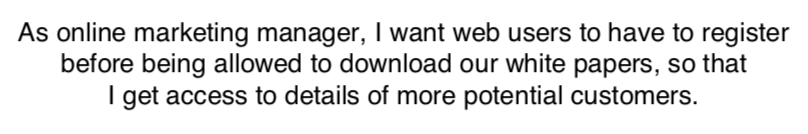 As online marketing manager, I want web users to have to register
before being allowed to download our white papers, so that
I get access to details of more potential customers.